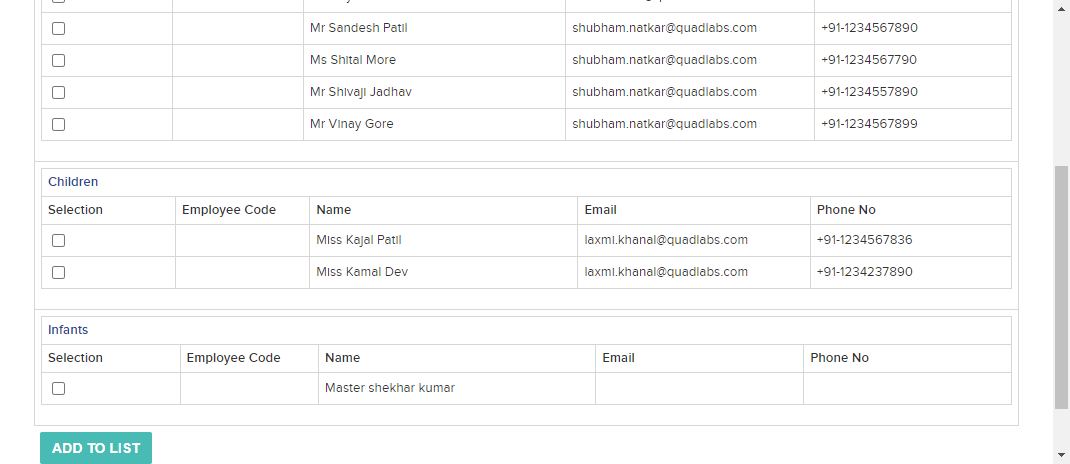 Mr Sandesh Patil shubham.natkar@quadlabs.com +91-1234567890
Ms Shital More shubham.natkar@quadlabs.com +91-1234567790
Mr Shivaji Jadhav shubham.natkar@quadlabs.com +91-1234557890
Mr Vinay Gore shubham.natkar@quadlabs.com +91-1234567899
Children
Selection Employee Code Name Email Phone No
Miss Kajal Patil laxmi.khanal@quadlabs.com +91-1234567836
Miss Kamal Dev laxmi.khanal@quadlabs.com +91-1234237890
Infants
Selection Employee Code Name Email Phone No
Master shekhar kumar
ADD TO LIST